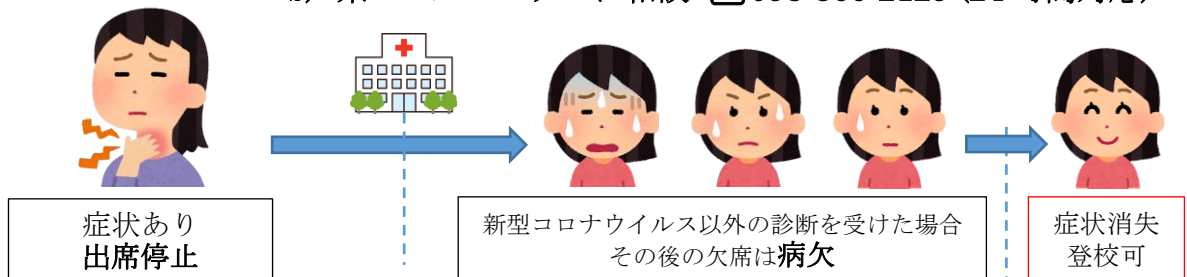 症状あり
出席停止
新型コロナウイルス以外の診断を受けた場合
その後の欠席は病欠
症状消失
登校可